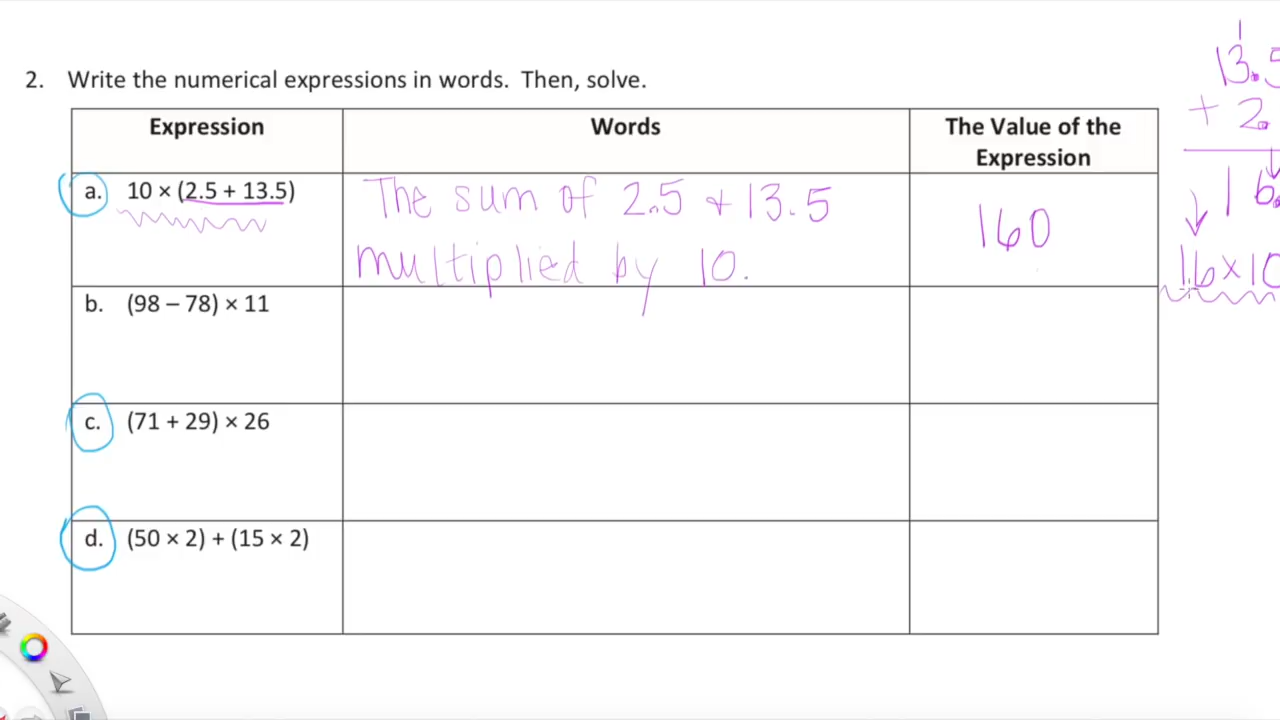 2. Write the numerical expressions in words. Then, solve.
Expression Words The Value of the
Expression
a. 10 × (2.5 + 13.5) The sum of 2.5 + 13.5
multiplied by 10. 160
b. (98 – 78) × 11
c. (71 + 29) × 26
d. (50 × 2) + (15 × 2)
1
13.5
+ 2.
16.
16 × 10